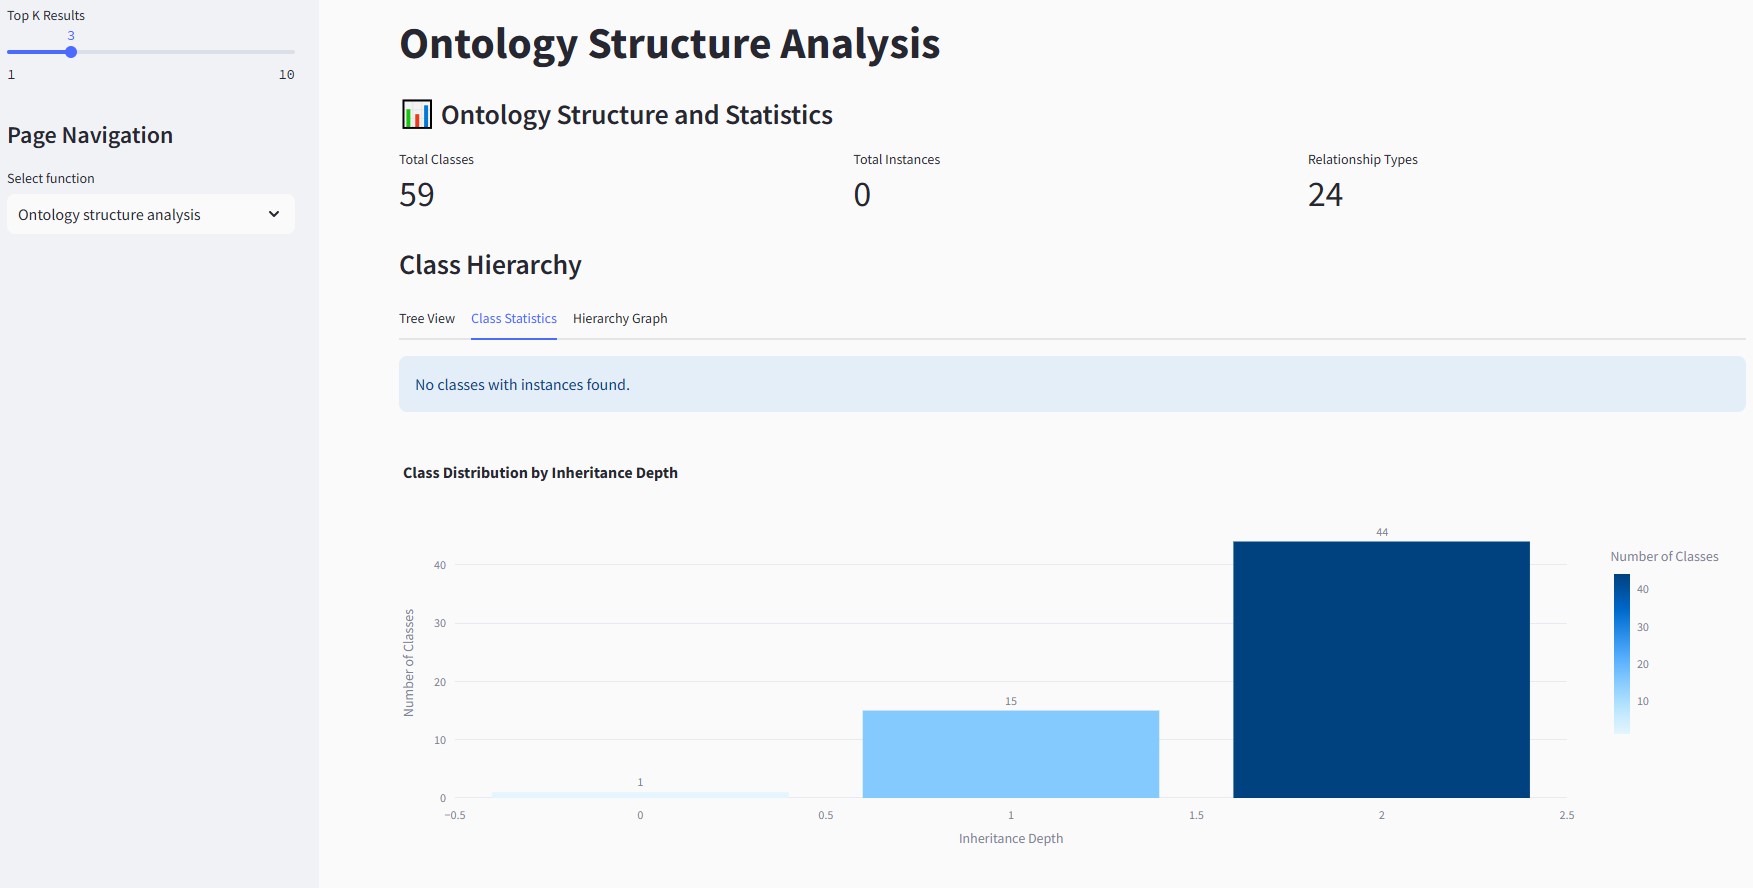 Top K Results
3
1 10
Page Navigation
Select function
Ontology structure analysis
Ontology Structure Analysis
Ontology Structure and Statistics
Total Classes
59
Total Instances
0
Relationship Types
24
Class Hierarchy
Tree View Class Statistics Hierarchy Graph
No classes with instances found.
Class Distribution by Inheritance Depth
Number of Classes
40
30
20
10
0
1
15
44
−0.5 0 0.5 1 1.5 2 2.5
Inheritance Depth
Number of Classes
40
30
20
10